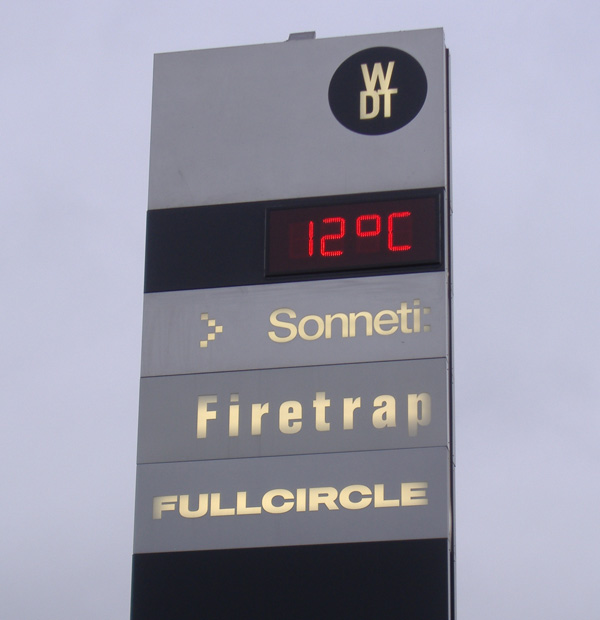 W
DT
12°C
Sonneti:
Firetrap
FULLCIRCLE